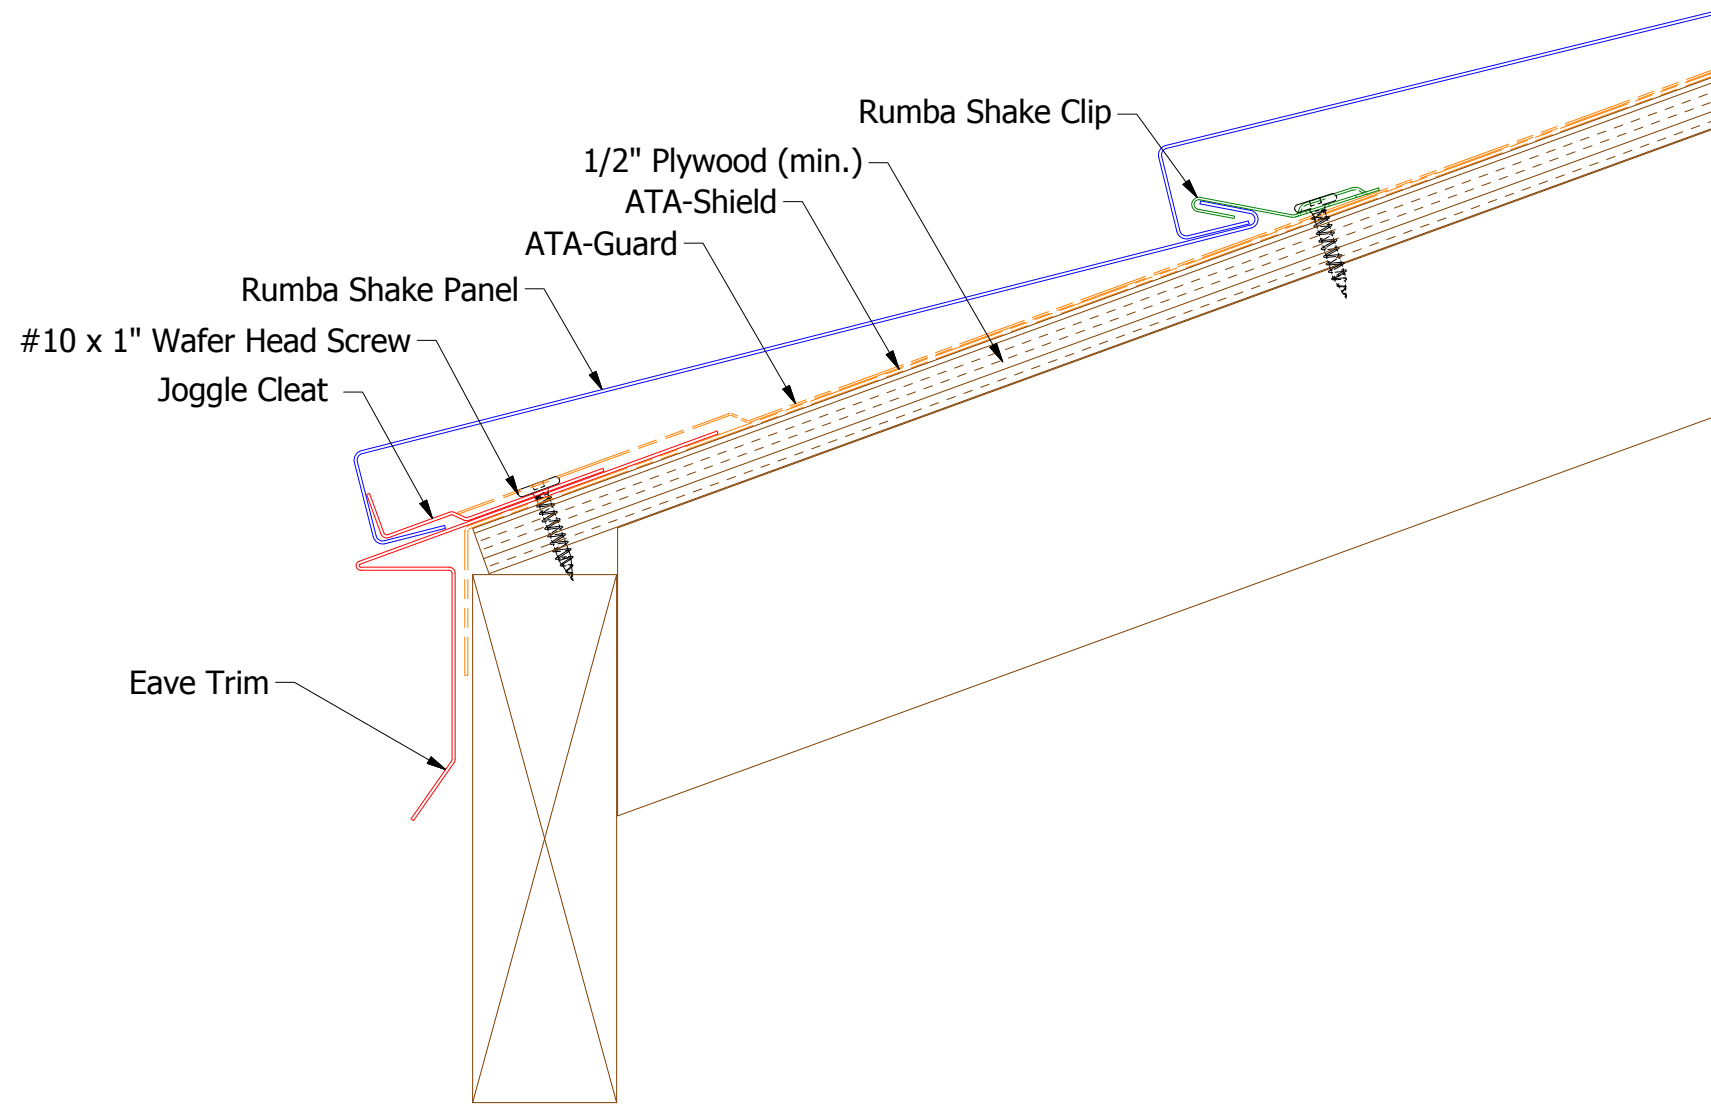 Rumba Shake Clip
1/2" Plywood (min.)
ATA-Shield
ATA-Guard
Rumba Shake Panel
#10 x 1" Wafer Head Screw
Joggle Cleat
Eave Trim